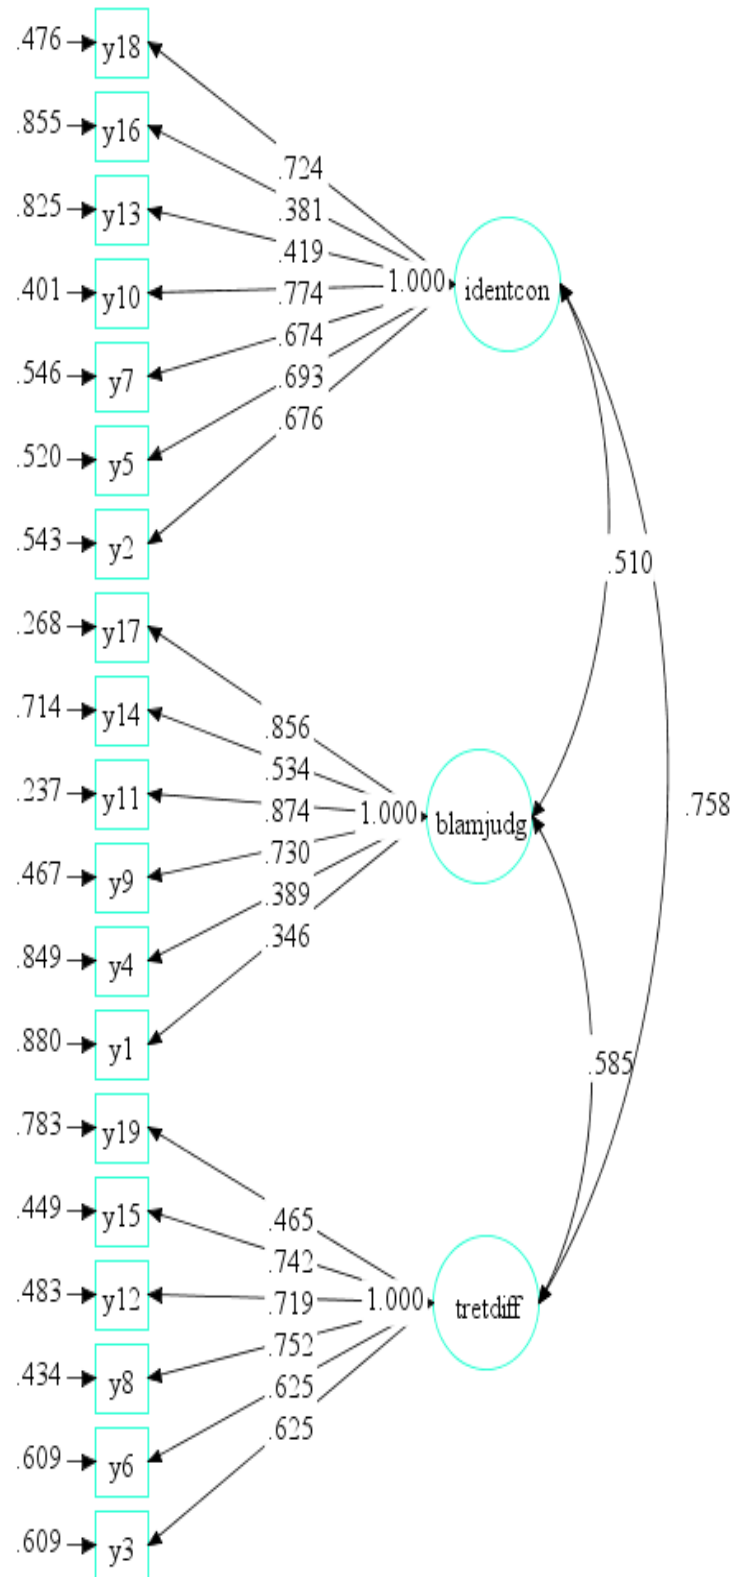 .476 y18
.724
.855 y16
.381
.825 y13
.419
.401 y10
.774
1.000 identcon
.674
.546 y7
.693
.520 y5
.676
.543 y2
.510
.268 y17
.856
.714 y14
.534
.237 y11
.874
1.000 blamjudg
.758
.730
.467 y9
.389
.849 y4
.346
.880 y1
.585
.783 y19
.465
.449 y15
.742
.483 y12
.719
1.000 tretdiff
.752
.434 y8
.625
.609 y6
.625
.609 y3